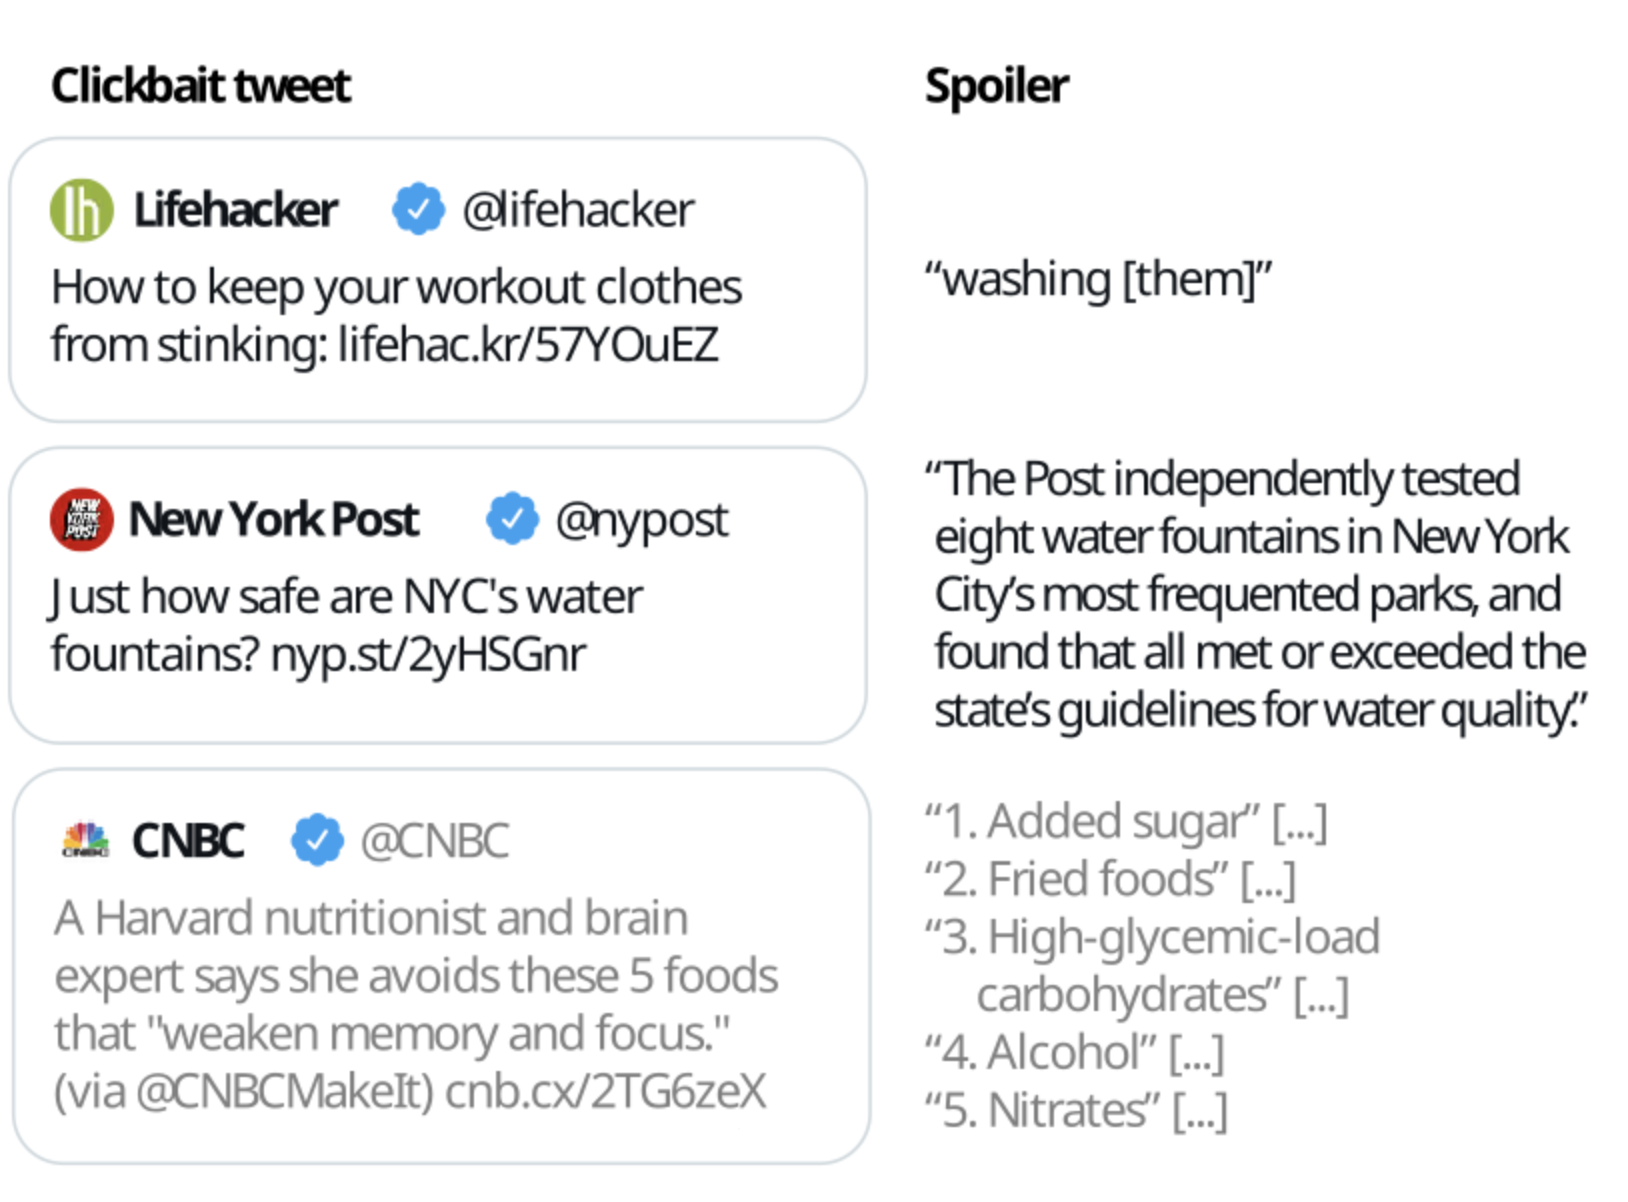 Clickbait tweet
Spoiler
lh Lifehacker @lifehacker
How to keep your workout clothes
from stinking: lifehac.kr/57YOuEZ
“washing [them]”
NEW YORK POST New York Post @nypost
Just how safe are NYC's water
fountains? nyp.st/2yHSGnr
“The Post independently tested
eight water fountains in New York
City’s most frequented parks, and
found that all met or exceeded the
state’s guidelines for water quality.”
CNBC CNBC @CNBC
A Harvard nutritionist and brain
expert says she avoids these 5 foods
that "weaken memory and focus."
(via @CNBCMakeIt) cnb.cx/2TG6zeX
“1. Added sugar” [...]
“2. Fried foods” [...]
“3. High-glycemic-load
carbohydrates” [...]
“4. Alcohol” [...]
“5. Nitrates” [...]